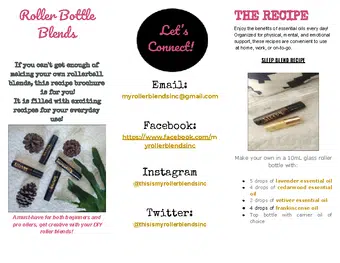 Roller Bottle
Blends
If you can't get enough of
making your own rollerball
blends, this recipe brochure
is for you!
It is filled with exciting
recipes for your everyday
use!
A must-have for both beginners and
pro oilers, get creative with your DIY
roller blends!
Let's
Connect!
Email:
myrollerblendsinc@gmail.com
Facebook:
https://www.facebook.com/m
yrollerblendsinc
Instagram
@thisismyrollerblendsinc
Twitter:
@thisismyrollerblendsinc
THE RECIPE
Enjoy the benefits of essential oils every day!
Organized for physical, mental, and emotional
support, these recipes are convenient to use
at home, work, or on-to-go.
SLEEP BLEND RECIPE
Make your own in a 10ML glass roller
bottle with:
● 5 drops of lavender essential oil
● 4 drops of cedarwood essential
oil
● 2 drops of vetiver essential oil
● 4 drops of frankincense oil
● Top bottle with carrier oil of
choice